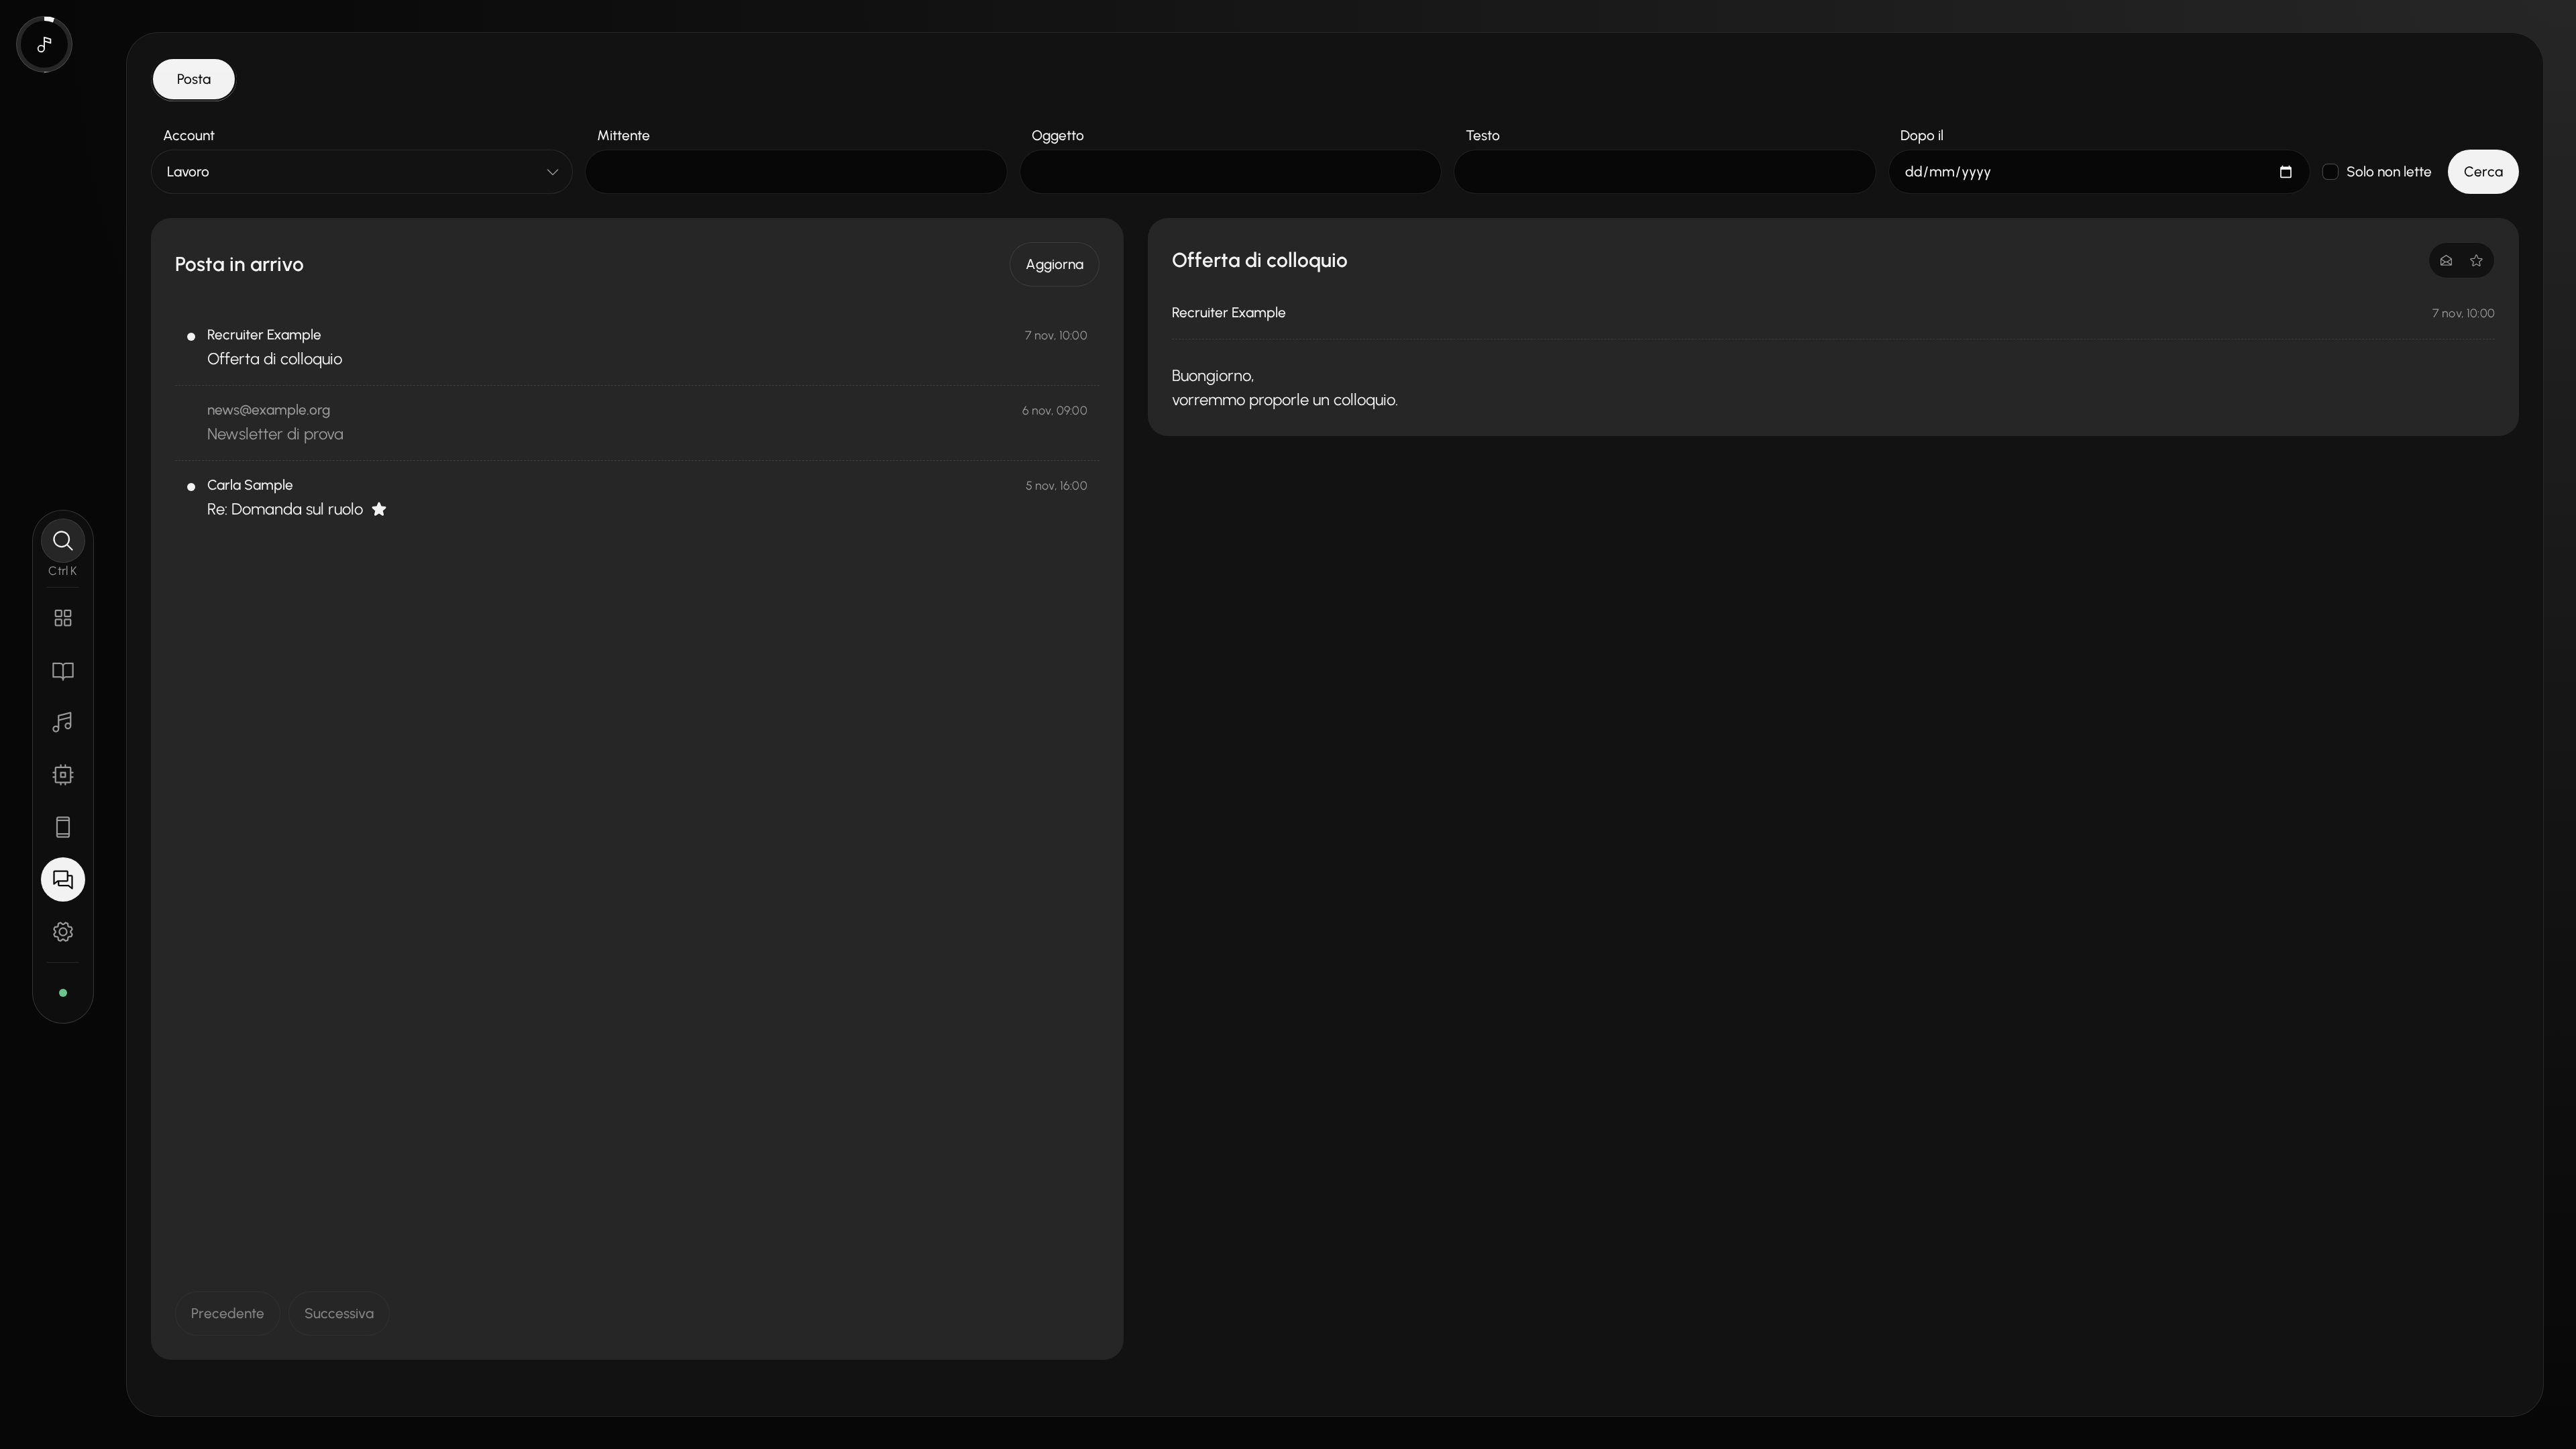 Posta
Account
Mittente
Oggetto
Testo
Dopo il
Lavoro
dd/mm/yyyy
Solo non lette
Cerca
Posta in arrivo
Aggiorna
Recruiter Example
7 nov, 10:00
Offerta di colloquio
news@example.org
6 nov, 09:00
Newsletter di prova
Carla Sample
5 nov, 16:00
Re: Domanda sul ruolo
Precedente
Successiva
Offerta di colloquio
Recruiter Example
7 nov, 10:00
Buongiorno,
vorremmo proporle un colloquio.
Ctrl K